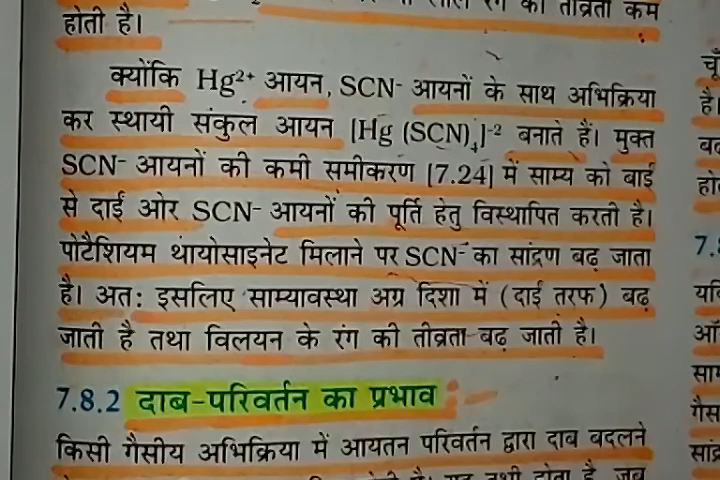 रंग की तीव्रता कम
होती है।
क्योंकि Hg²⁺ आयन, SCN⁻ आयनों के साथ अभिक्रिया
कर स्थायी संकुल आयन [Hg (SCN)₄]⁻² बनाते हैं। मुक्त
SCN⁻ आयनों की कमी समीकरण [7.24] में साम्य को बाईं
से दाईं ओर SCN⁻ आयनों की पूर्ति हेतु विस्थापित करती है।
पोटैशियम थायोसाइनेट मिलाने पर SCN⁻ का सांद्रण बढ़ जाता
है। अत: इसलिए साम्यावस्था अग्र दिशा में (दाईं तरफ) बढ़
जाती है तथा विलयन के रंग की तीव्रता बढ़ जाती है।
7.8.2 दाब-परिवर्तन का प्रभाव
किसी गैसीय अभिक्रिया में आयतन परिवर्तन द्वारा दाब बदलने